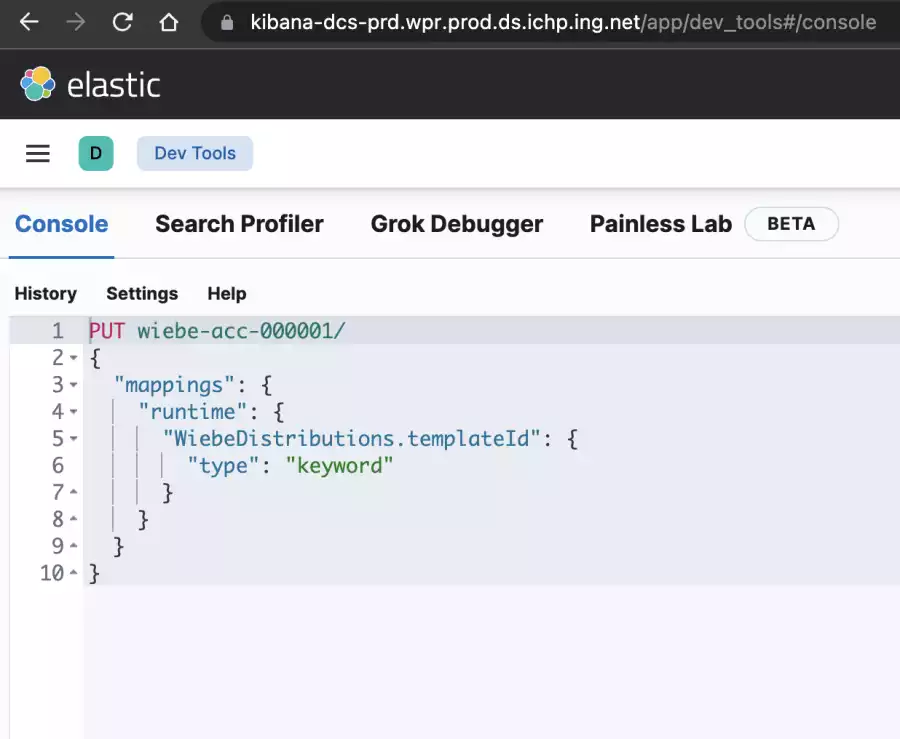 kibana-dcs-prd.wpr.prod.ds.ichp.ing.net/app/dev_tools#/console
elastic
D Dev Tools
Console Search Profiler Grok Debugger Painless Lab BETA
History Settings Help
1 PUT wiebe-acc-000001/
2 {
3 "mappings": {
4 "runtime": {
5 "WiebeDistributions.templateId": {
6 "type": "keyword"
7 }
8 }
9 }
10 }